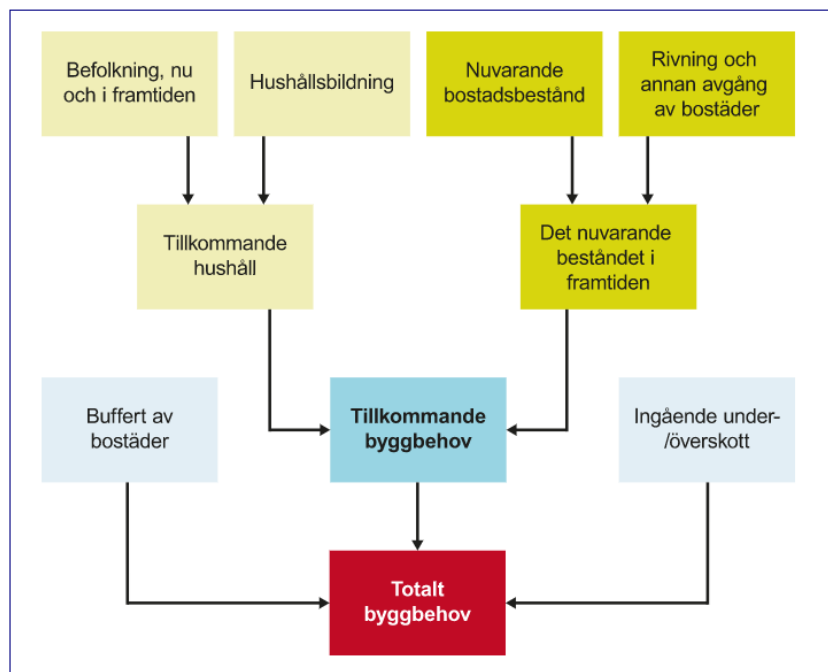 Befolkning, nu
och i framtiden
Hushållsbildning
Nuvarande
bostadsbestånd
Rivning och
annan avgång
av bostäder
Tillkommande
hushåll
Det nuvarande
beståndet i
framtiden
Buffert av
bostäder
Tillkommande
byggbehov
Ingående under-
/överskott
Totalt
byggbehov